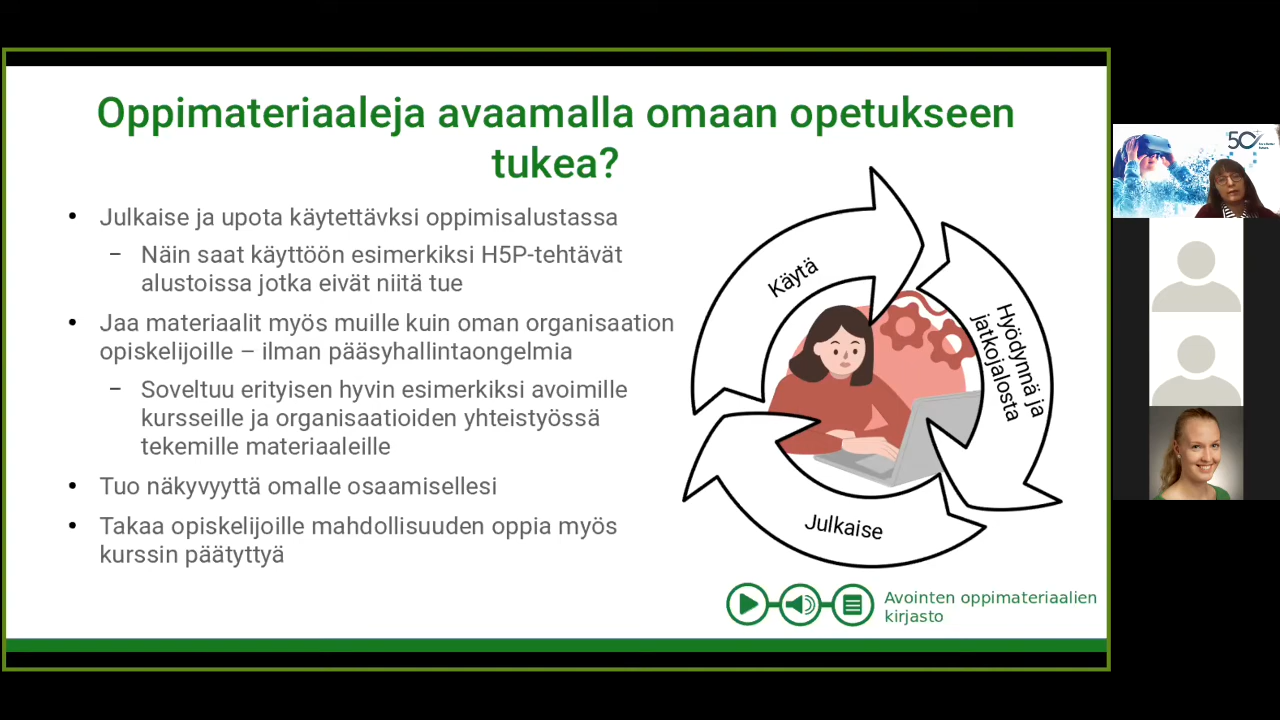 Oppimateriaaleja avaamalla omaan opetukseen
tukea?
Julkaise ja upota käytettävksi oppimisalustassa
Näin saat käyttöön esimerkiksi H5P-tehtävät
alustoissa jotka eivät niitä tue
Jaa materiaalit myös muille kuin oman organisaation
opiskelijoille – ilman pääsyhallintaongelmia
Soveltuu erityisen hyvin esimerkiksi avoimille
kursseille ja organisaatioiden yhteistyössä
tekemille materiaaleille
Tuo näkyvyyttä omalle osaamisellesi
Takaa opiskelijoille mahdollisuuden oppia myös
kurssin päätyttyä
Käytä
Hyödynnä ja
jatkojalosta
Julkaise
Avointen oppimateriaalien
kirjasto
50